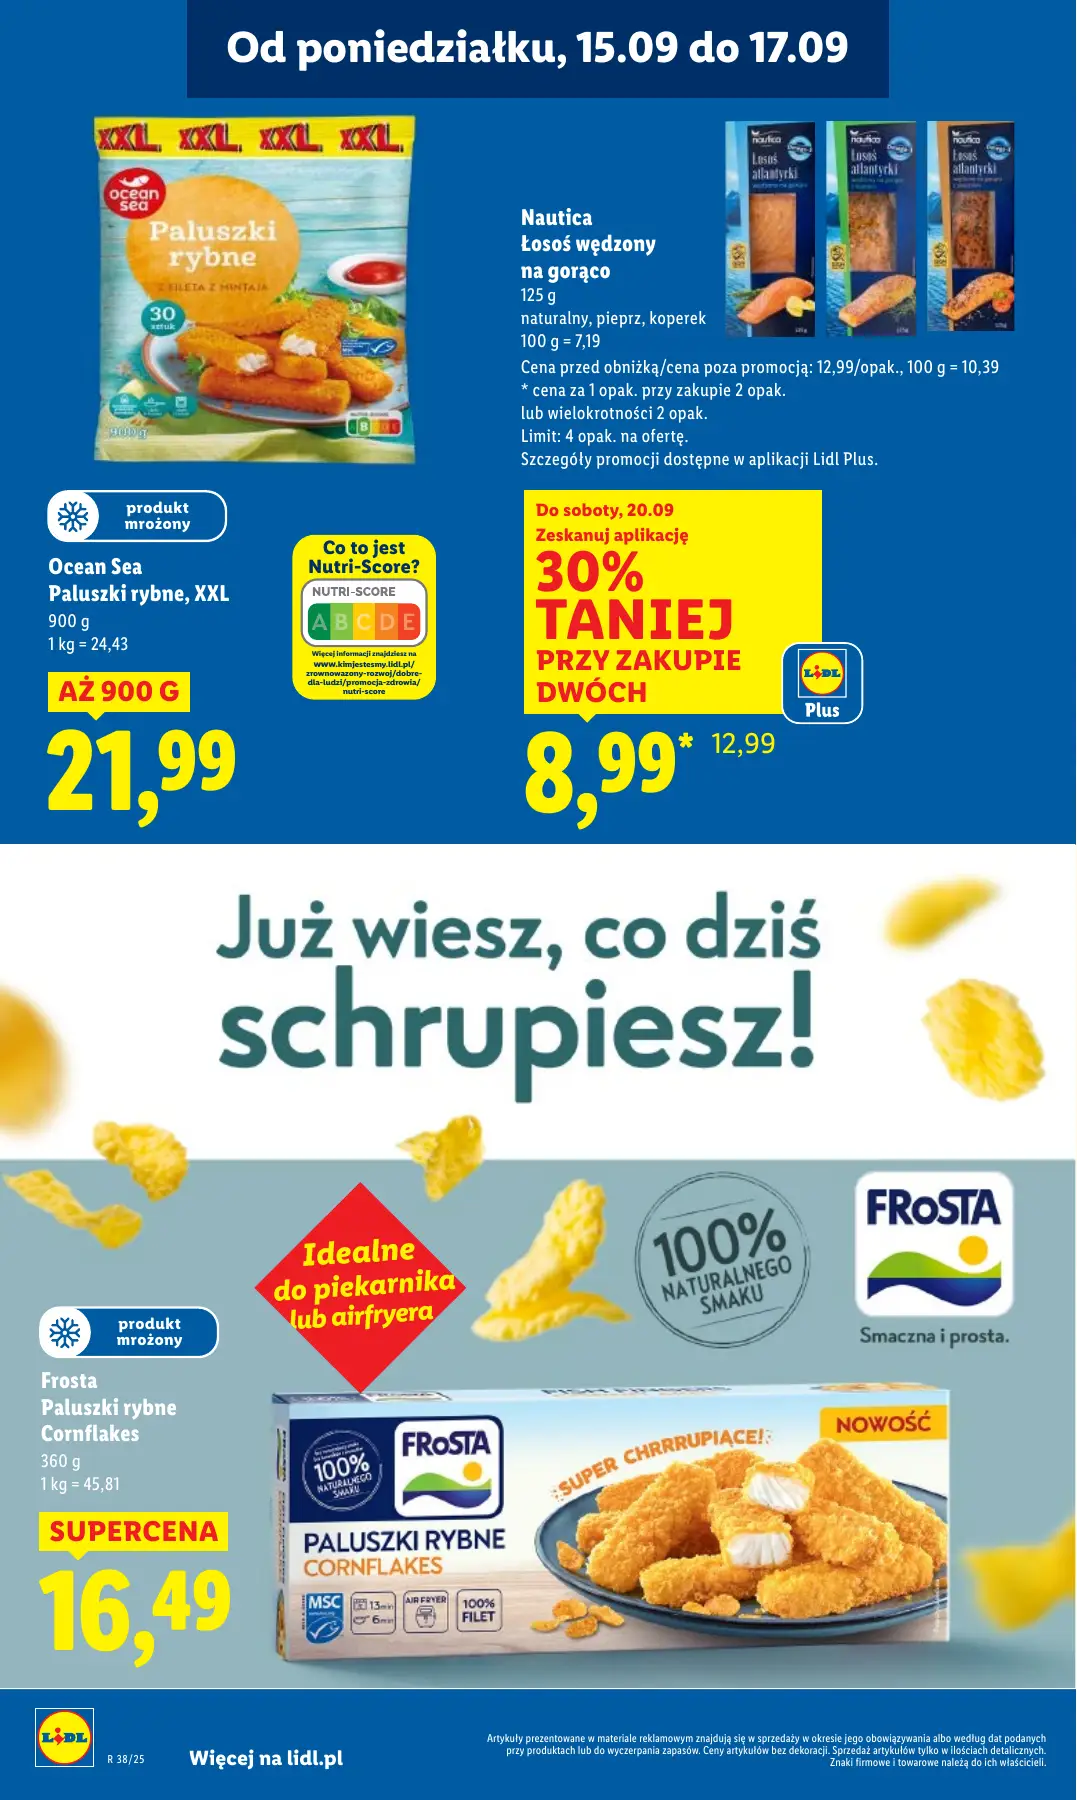 Od poniedziałku, 15.09 do 17.09
XXL XXL XXL XXL
ocean
sea
Paluszki
rybne
Z FILETA Z MINTAJA
30
sztuk
900g
nautica
Łosoś
atlantycki
nautica
Łosoś
atlantycki
nautica
Łosoś
atlantycki
Nautica
Łosoś wędzony
na gorąco
125 g
naturalny, pieprz, koperek
100 g = 7,19
Cena przed obniżką/cena poza promocją: 12,99/opak., 100 g = 10,39
* cena za 1 opak. przy zakupie 2 opak.
lub wielokrotności 2 opak.
Limit: 4 opak. na ofertę.
Szczegóły promocji dostępne w aplikacji Lidl Plus.
produkt
mrożony
Ocean Sea
Paluszki rybne, XXL
900 g
1 kg = 24,43
AŻ 900 G
21,99
Co to jest
Nutri-Score?
NUTRI-SCORE
A B C D E
Więcej informacji znajdziesz na
www.kimjestesmy.lidl.pl/
zrownowazony-rozwoj/dobre-
dla-ludzi/promocja-zdrowia/
nutri-score
Do soboty, 20.09
Zeskanuj aplikację
30%
TANIEJ
PRZY ZAKUPIE
DWÓCH
LIDL
Plus
8,99* 12,99
Już wiesz, co dziś
schrupiesz!
Idealne
do piekarnika
lub airfryera
100%
NATURALNEGO
SMAKU
FRoSTA
Smaczna i prosta.
produkt
mrożony
Frosta
Paluszki rybne
Cornflakes
360 g
1 kg = 45,81
SUPERCENA
16,49
FISH FINGERS
100%
NATURALNEGO
SMAKU
FRoSTA
SUPER CHRRRUPIĄCE!
NOWOŚĆ
PALUSZKI RYBNE
CORNFLAKES
MSC
13min
6min
AIR FRYER
100%
FILET
LIDL
R 38/25
Więcej na lidl.pl
Artykuły prezentowane w materiale reklamowym znajdują się w sprzedaży w okresie jego obowiązywania albo według dat podanych
przy produktach lub do wyczerpania zapasów. Ceny artykułów bez dekoracji. Sprzedaż artykułów tylko w ilościach detalicznych.
Znaki firmowe i towarowe należą do ich właścicieli.